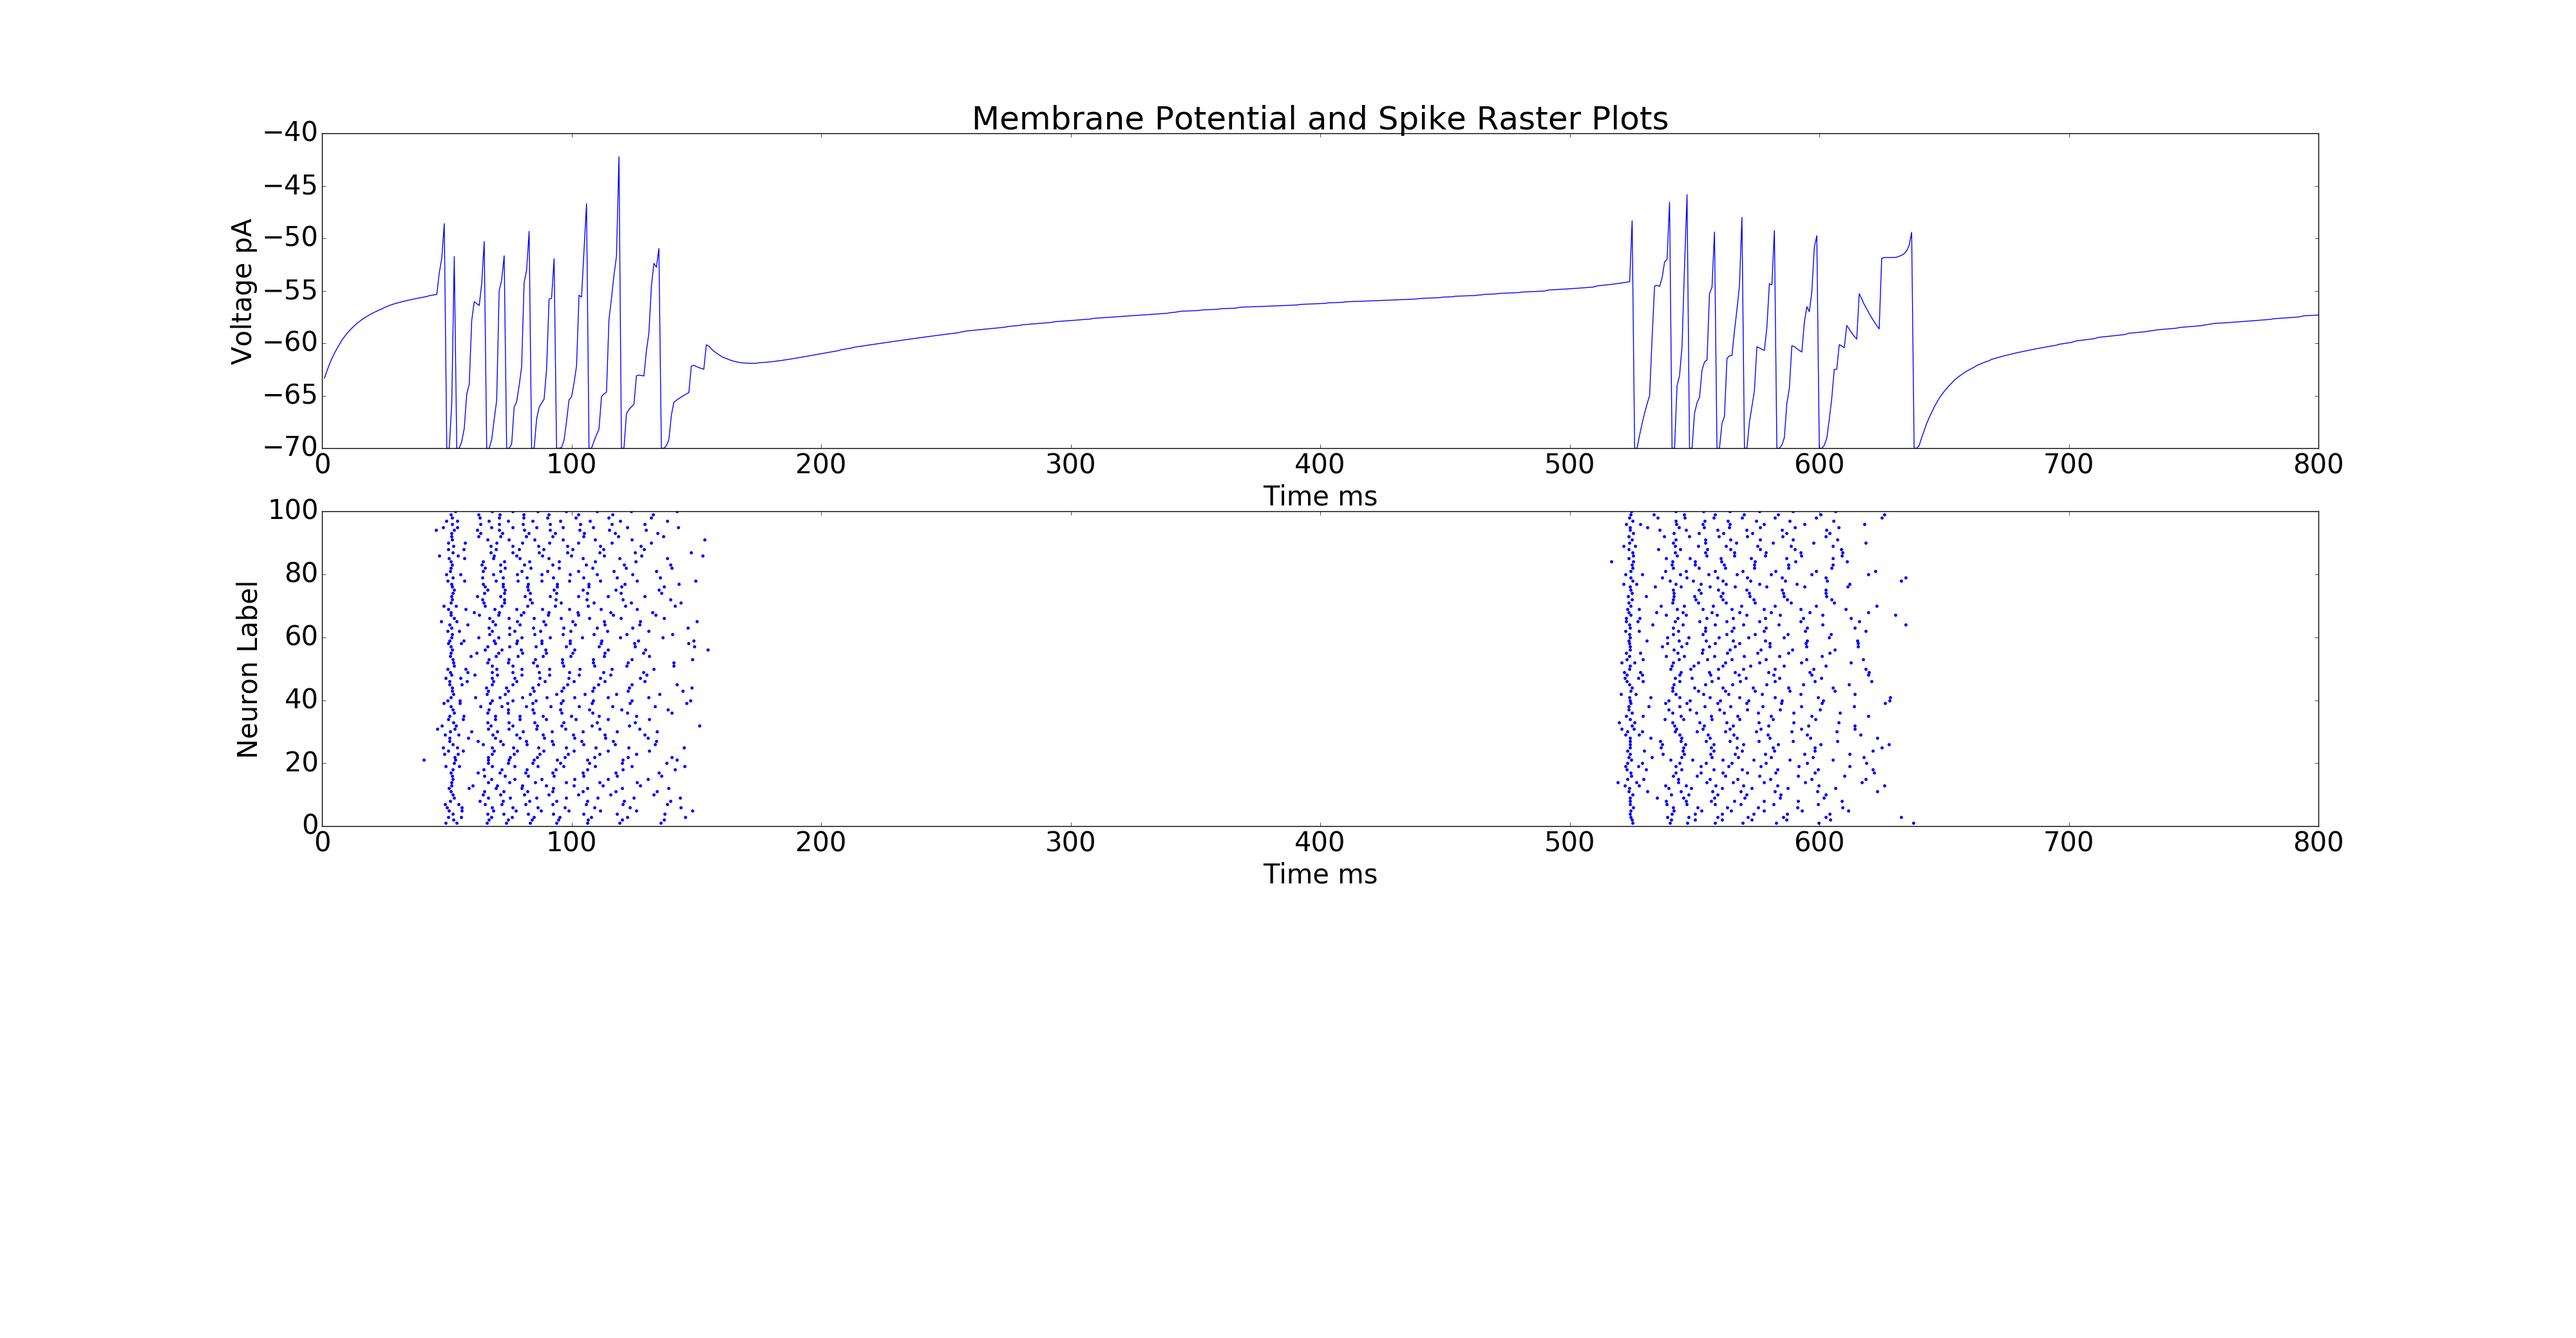 Membrane Potential and Spike Raster Plots
−40
−45
−50
−55
−60
−65
−70
Voltage pA
0 100 200 300 400 500 600 700 800
Time ms
100
80
60
40
20
0
Neuron Label
0 100 200 300 400 500 600 700 800
Time ms